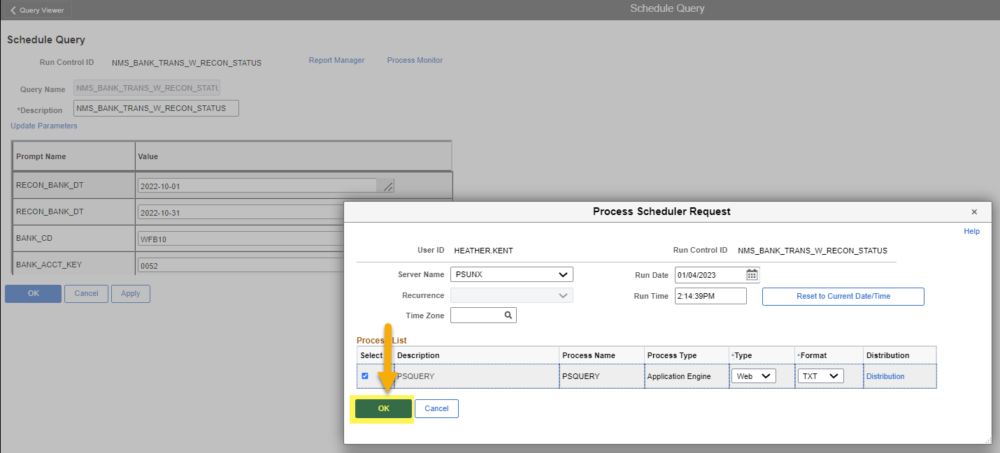 Query Viewer
Schedule Query
Schedule Query
Run Control ID NMS_BANK_TRANS_W_RECON_STATUS Report Manager Process Monitor
Query Name NMS_BANK_TRANS_W_RECON_STATU
*Description NMS_BANK_TRANS_W_RECON_STATUS
Update Parameters
Prompt Name Value
RECON_BANK_DT 2022-10-01
RECON_BANK_DT 2022-10-31
BANK_CD WFB10
BANK_ACCT_KEY 0052
OK Cancel Apply
Process Scheduler Request ×
Help
User ID HEATHER.KENT Run Control ID NMS_BANK_TRANS_W_RECON_STATUS
Server Name PSUNX Run Date 01/04/2023
Recurrence Run Time 2:14:39PM Reset to Current Date/Time
Time Zone
Process List
Select Description Process Name Process Type *Type *Format Distribution
PSQUERY PSQUERY Application Engine Web TXT Distribution
OK Cancel